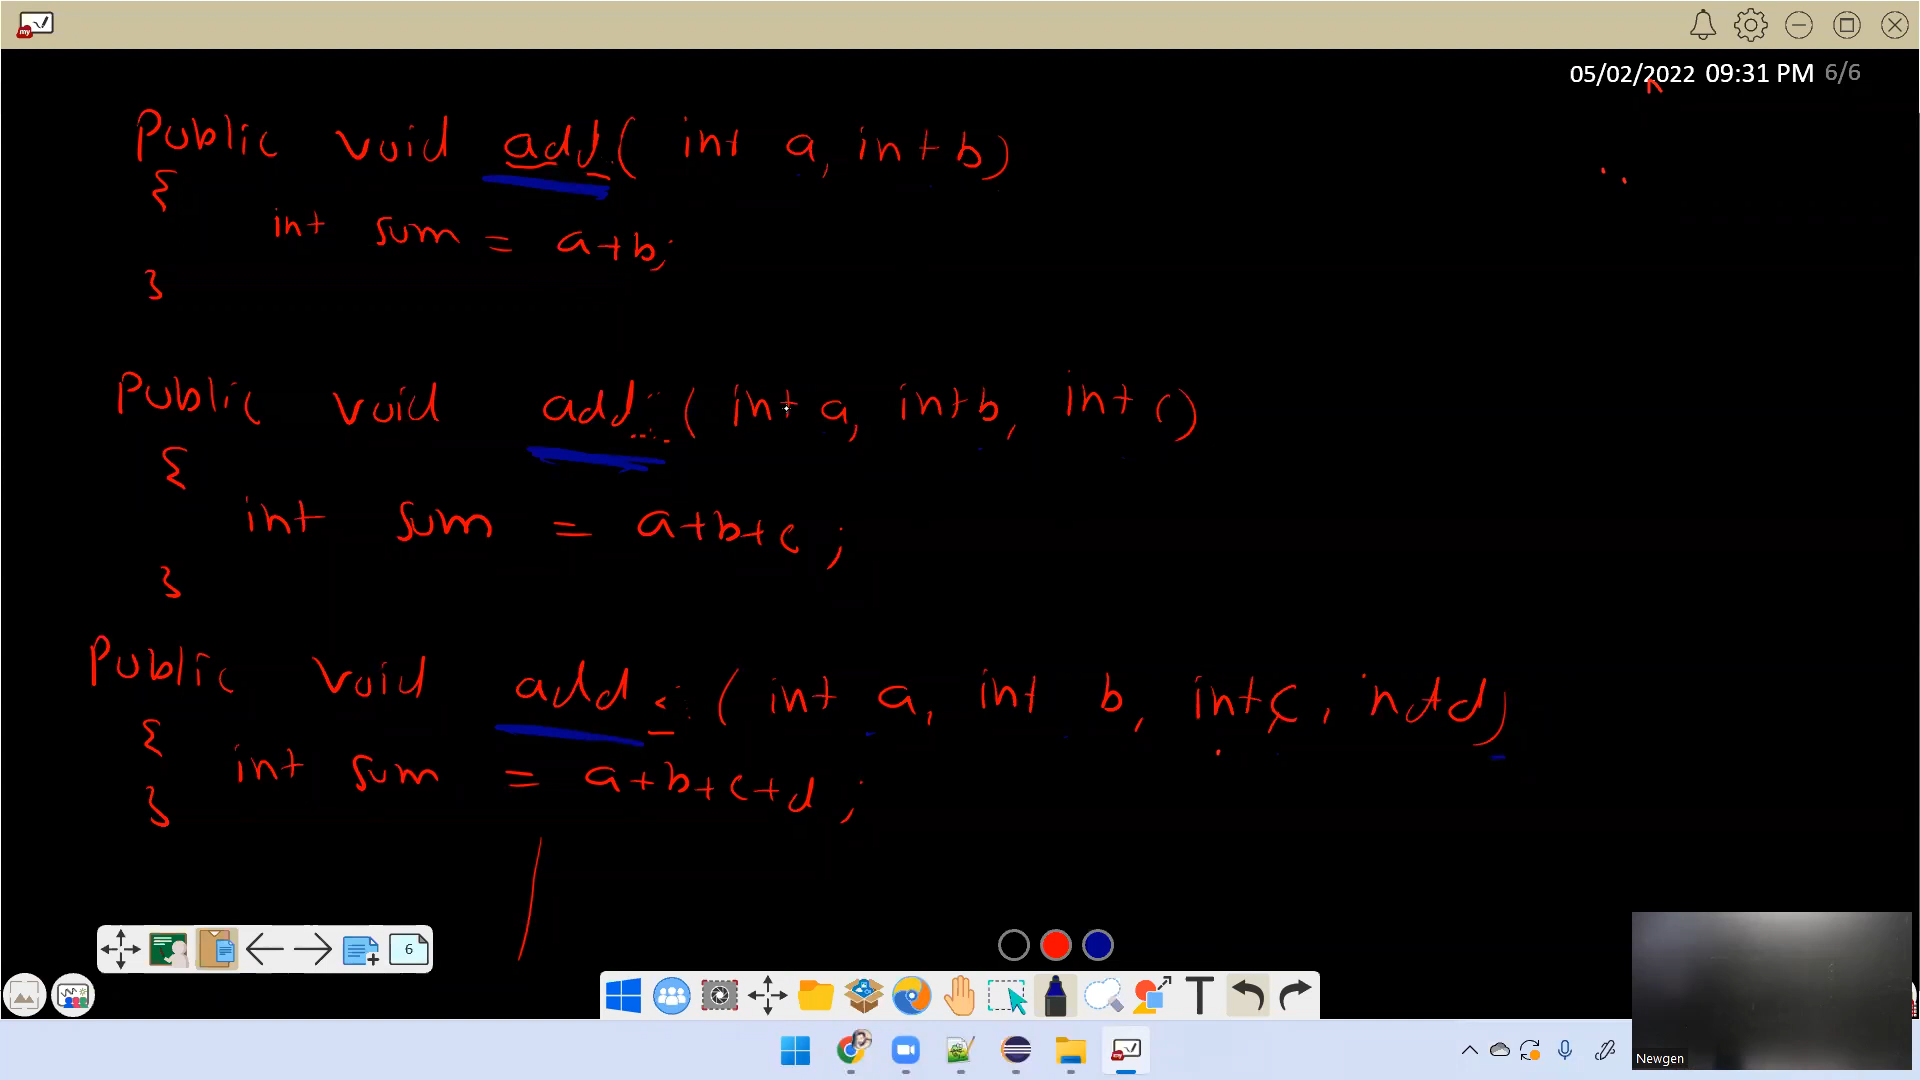 05/02/2022 09:31 PM 6/6
Public void add ( int a, int b)
{
int sum = a+b;
}
Public void add ( int a, int b, int c)
{
int sum = a+b+c ;
}
Public void add ( int a, int b, int c, int d)
{
int sum = a+b+c+d ;
}
6
Newgen